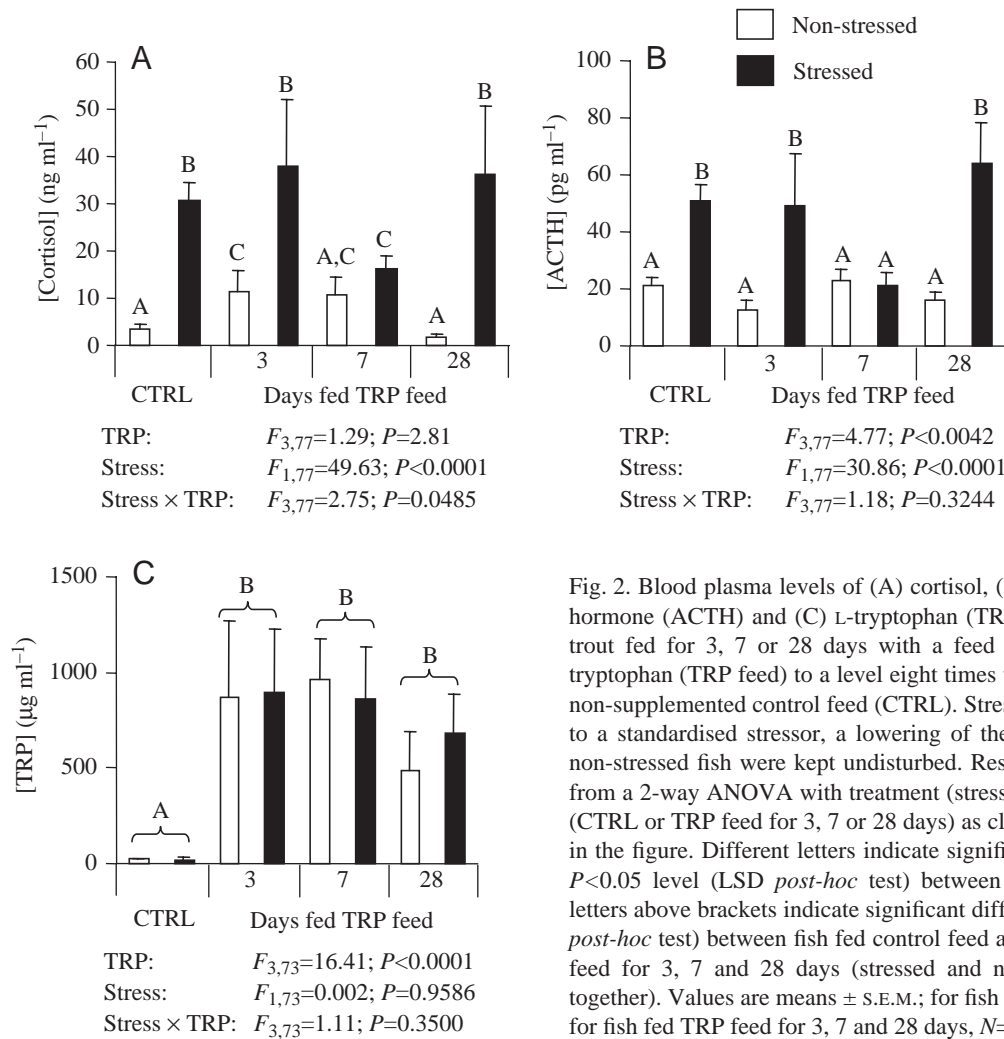 Non-stressed
Stressed
A
60
50
40
30
20
10
0
[Cortisol] (ng ml−1)
A
B
C
B
A,C
C
A
B
3
7
28
CTRL
Days fed TRP feed
TRP: F3,77=1.29; P=2.81
Stress: F1,77=49.63; P<0.0001
Stress × TRP: F3,77=2.75; P=0.0485
B
100
80
60
40
20
0
[ACTH] (pg ml−1)
A
B
A
B
A
A
A
B
3
7
28
CTRL
Days fed TRP feed
TRP: F3,77=4.77; P<0.0042
Stress: F1,77=30.86; P<0.0001
Stress × TRP: F3,77=1.18; P=0.3244
C
1500
1000
500
0
[TRP] (µg ml−1)
A
B
B
B
3
7
28
CTRL
Days fed TRP feed
TRP: F3,73=16.41; P<0.0001
Stress: F1,73=0.002; P=0.9586
Stress × TRP: F3,73=1.11; P=0.3500
Fig. 2. Blood plasma levels of (A) cortisol, (
hormone (ACTH) and (C) L-tryptophan (TR
trout fed for 3, 7 or 28 days with a feed
tryptophan (TRP feed) to a level eight times
non-supplemented control feed (CTRL). Stres
to a standardised stressor, a lowering of the
non-stressed fish were kept undisturbed. Res
from a 2-way ANOVA with treatment (stress
(CTRL or TRP feed for 3, 7 or 28 days) as cl
in the figure. Different letters indicate signifi
P<0.05 level (LSD post-hoc test) between
letters above brackets indicate significant diff
post-hoc test) between fish fed control feed a
feed for 3, 7 and 28 days (stressed and n
together). Values are means ± S.E.M.; for fish
for fish fed TRP feed for 3, 7 and 28 days, N=